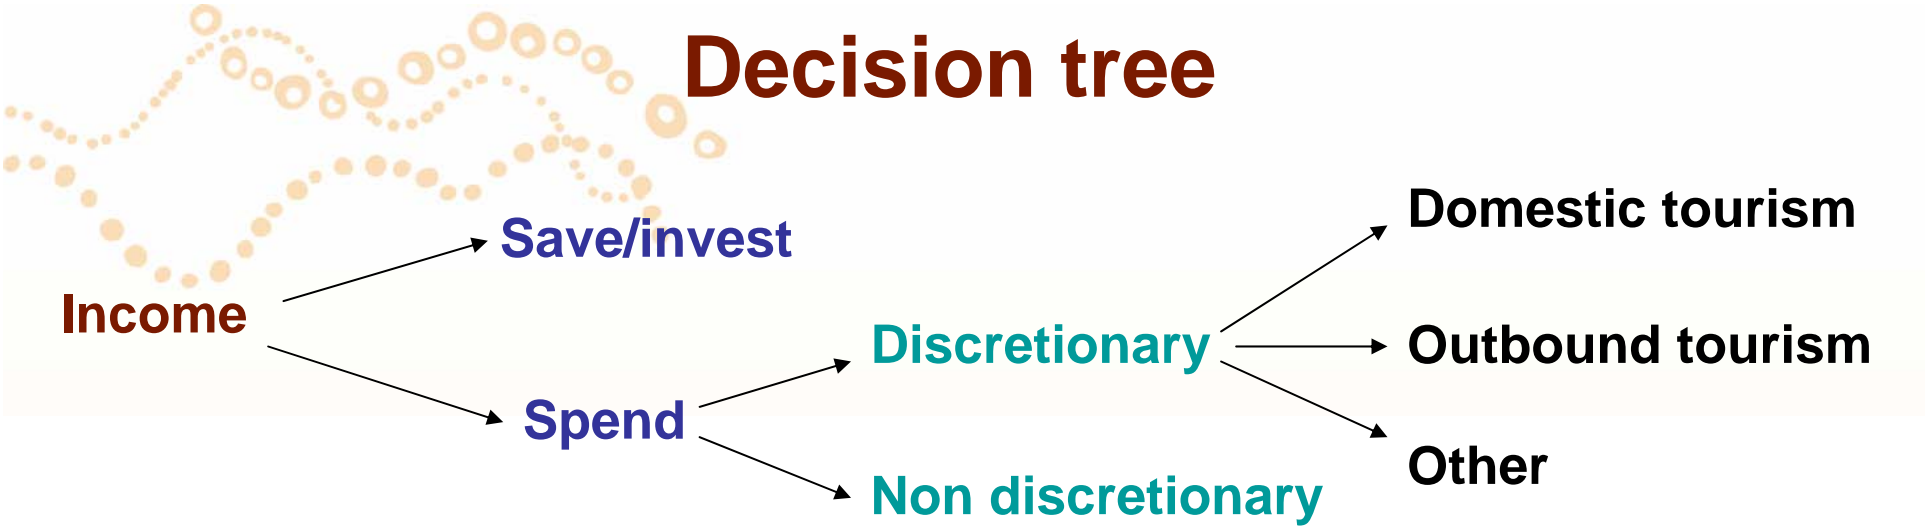 Decision tree
Income
Save/invest
Spend
Discretionary
Non discretionary
Domestic tourism
Outbound tourism
Other